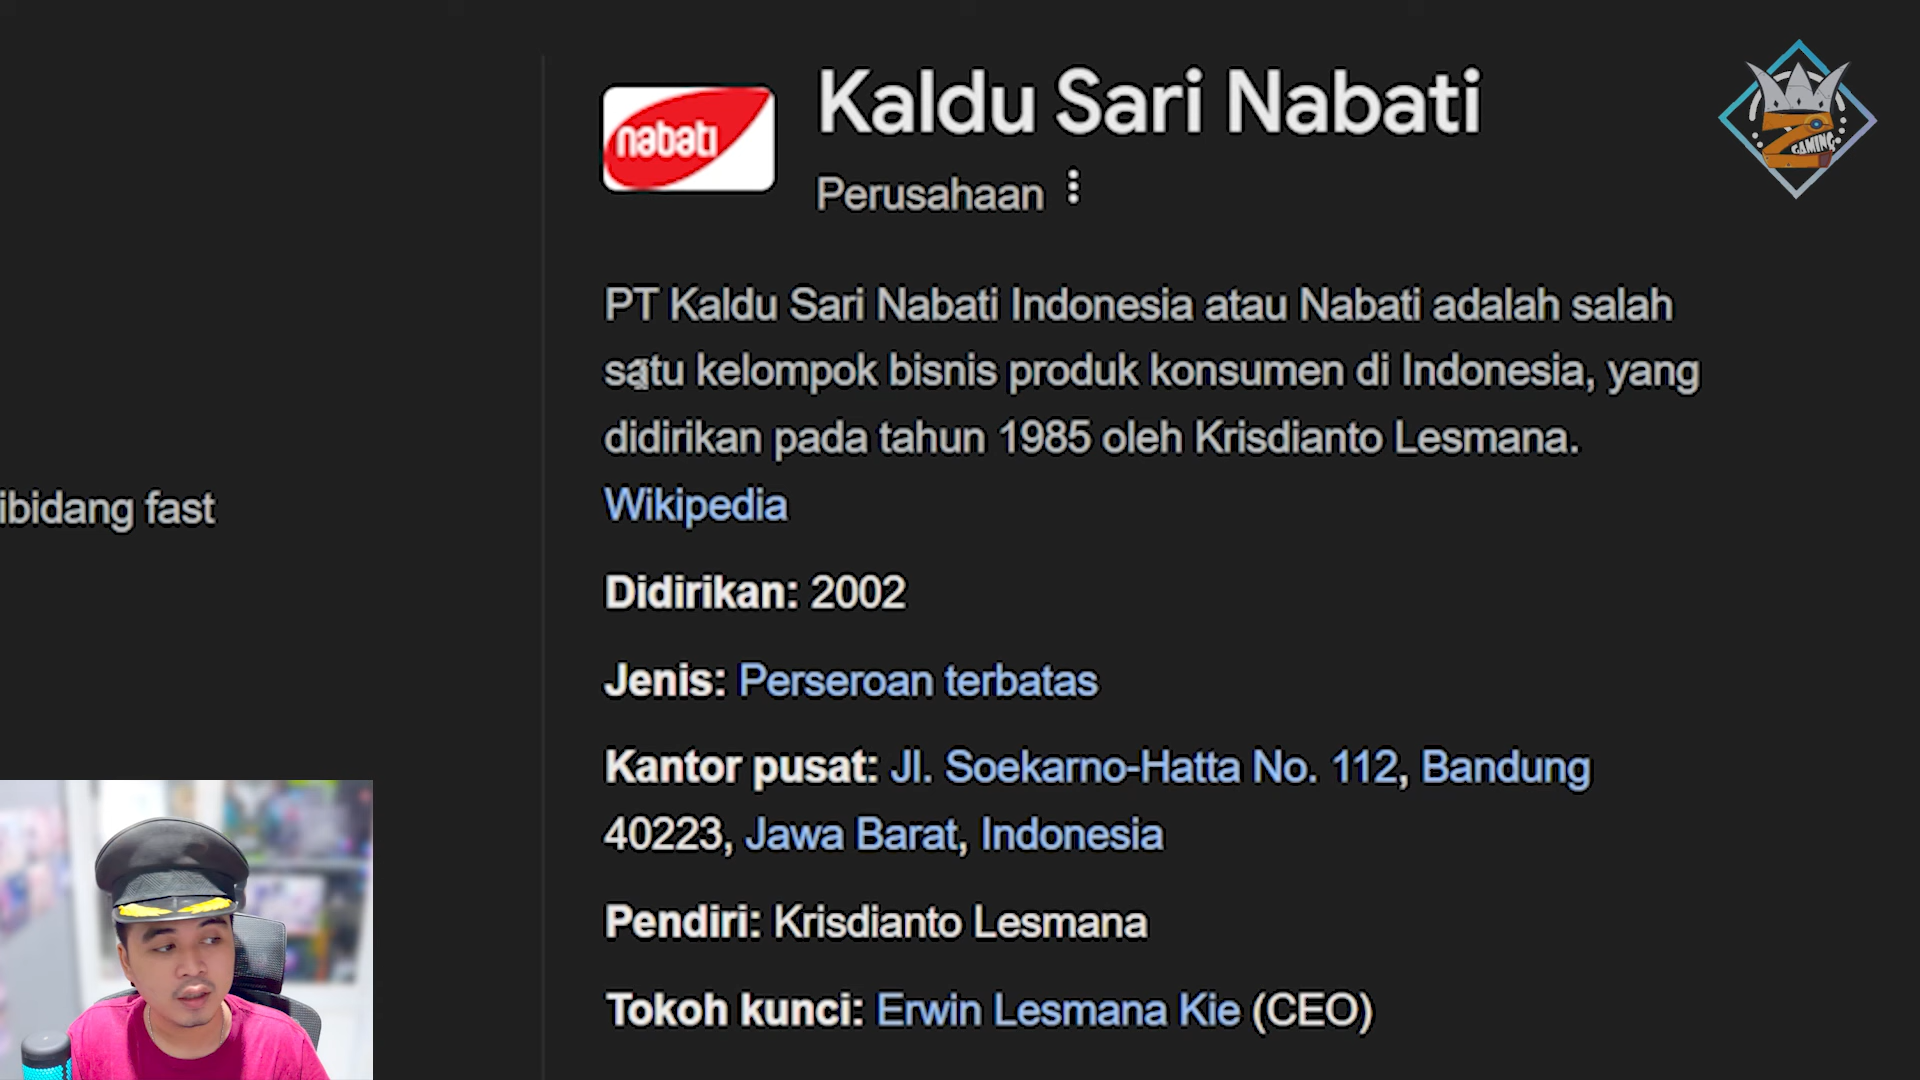 nabati
Kaldu Sari Nabati
Perusahaan
Z GAMING
PT Kaldu Sari Nabati Indonesia atau Nabati adalah salah
satu kelompok bisnis produk konsumen di Indonesia, yang
didirikan pada tahun 1985 oleh Krisdianto Lesmana.
Wikipedia
ibidang fast
Didirikan: 2002
Jenis: Perseroan terbatas
Kantor pusat: Jl. Soekarno-Hatta No. 112, Bandung
40223, Jawa Barat, Indonesia
Pendiri: Krisdianto Lesmana
Tokoh kunci: Erwin Lesmana Kie (CEO)